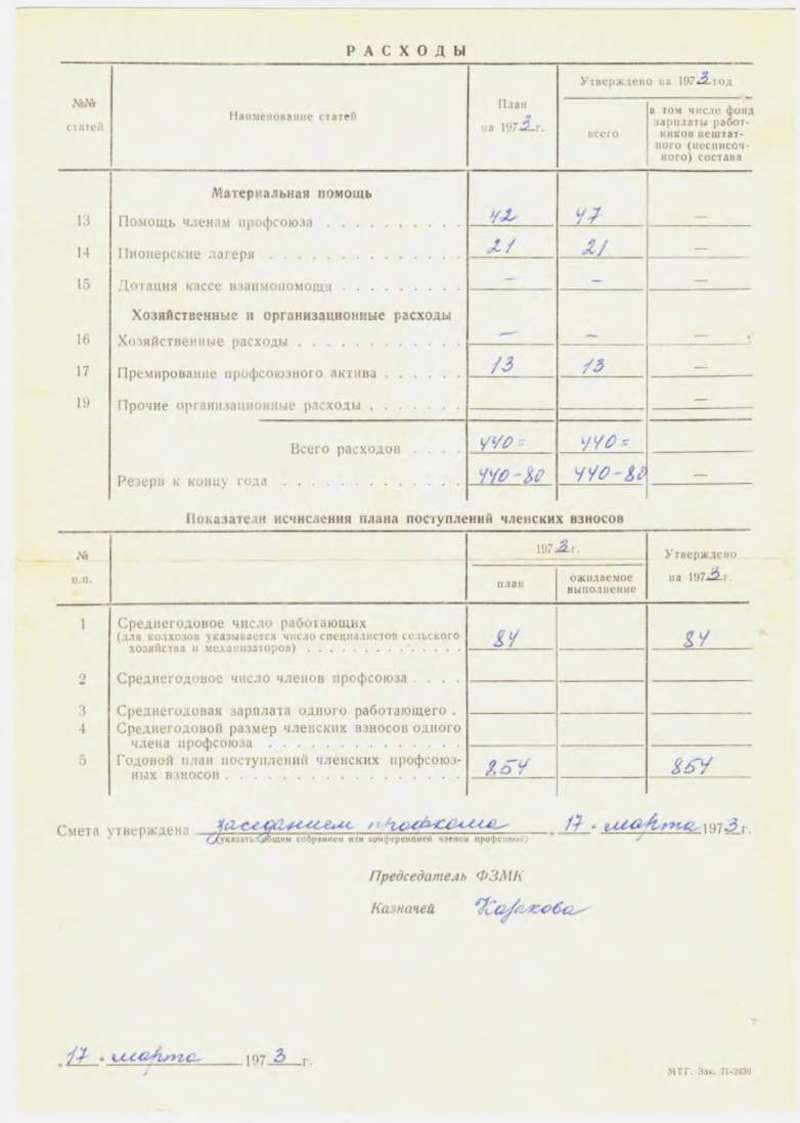 РАСХОДЫ
№№ статей
Наименование статей
План на 1973 г.
Утверждено на 1973 год
всего
в том числе фонд зарплаты работников нештатного (несписочного) состава
Материальная помощь
13 Помощь членам профсоюза . . . . . . . . . . 42 47 —
14 Пионерские лагеря . . . . . . . . . . . . . . 21 21 —
15 Дотация кассе взаимопомощи . . . . . . . . . — — —
Хозяйственные и организационные расходы
16 Хозяйственные расходы . . . . . . . . . . . . — — —
17 Премирование профсоюзного актива . . . . . . 13 13 —
19 Прочие организационные расходы . . . . . . . —
Всего расходов . . . . 440= 440=
Резерв к концу года . . . . . . . . . . . . . 440-80 440-80 —
Показатели исчисления плана поступлений членских взносов
№ п.п.
1973 г.
план
ожидаемое выполнение
Утверждено на 1973 г.
1 Среднегодовое число работающих
(для колхозов указывается число специалистов сельского
хозяйства и механизаторов) . . . . . . . . . . . . . 84 84
2 Среднегодовое число членов профсоюза . . . .
3 Среднегодовая зарплата одного работающего .
4 Среднегодовой размер членских взносов одного
члена профсоюза . . . . . . . . . . . . . .
5 Годовой план поступлений членских профсоюз-
ных взносов . . . . . . . . . . . . . . . . . 854 854
Смета утверждена заседанием профкома „ 17 " марта 1973 г.
(указать: общим собранием или конференцией членов профсоюза)
Председатель ФЗМК
Казначей
„ 17 " марта 1973 г.
МТГ. Зак. 71-2430